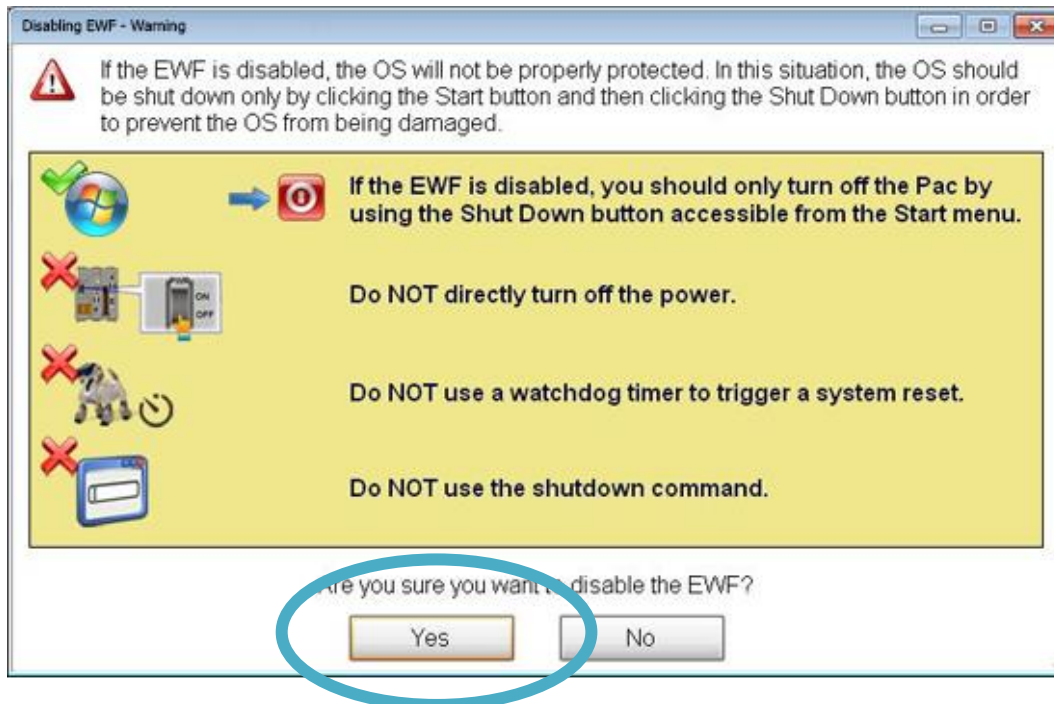 Disabling EWF - Warning
If the EWF is disabled, the OS will not be properly protected. In this situation, the OS should
be shut down only by clicking the Start button and then clicking the Shut Down button in order
to prevent the OS from being damaged.
If the EWF is disabled, you should only turn off the Pac by
using the Shut Down button accessible from the Start menu.
ON
OFF
Do NOT directly turn off the power.
Do NOT use a watchdog timer to trigger a system reset.
Do NOT use the shutdown command.
Are you sure you want to disable the EWF?
Yes
No